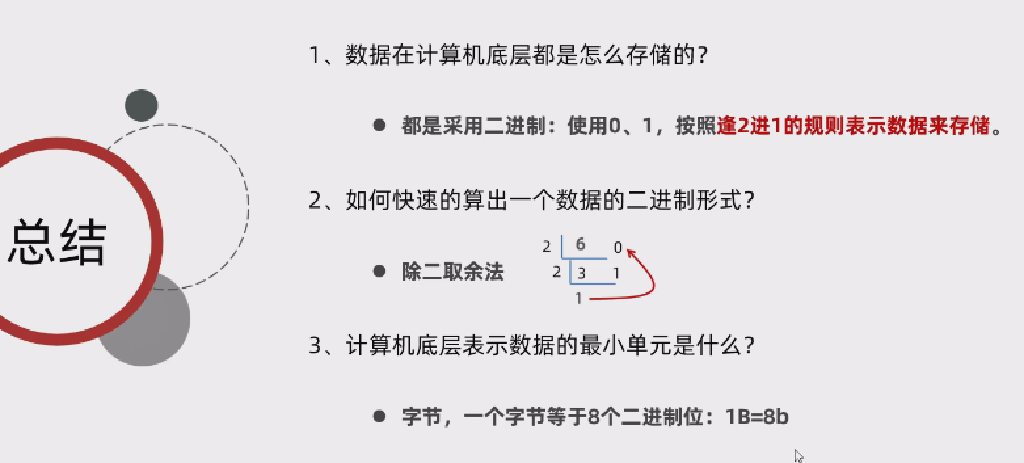 总结
1、数据在计算机底层都是怎么存储的？
● 都是采用二进制：使用0、1，按照逢2进1的规则表示数据来存储。
2、如何快速的算出一个数据的二进制形式？
● 除二取余法
2 6 0
2 3 1
1
3、计算机底层表示数据的最小单元是什么？
● 字节，一个字节等于8个二进制位：1B=8b